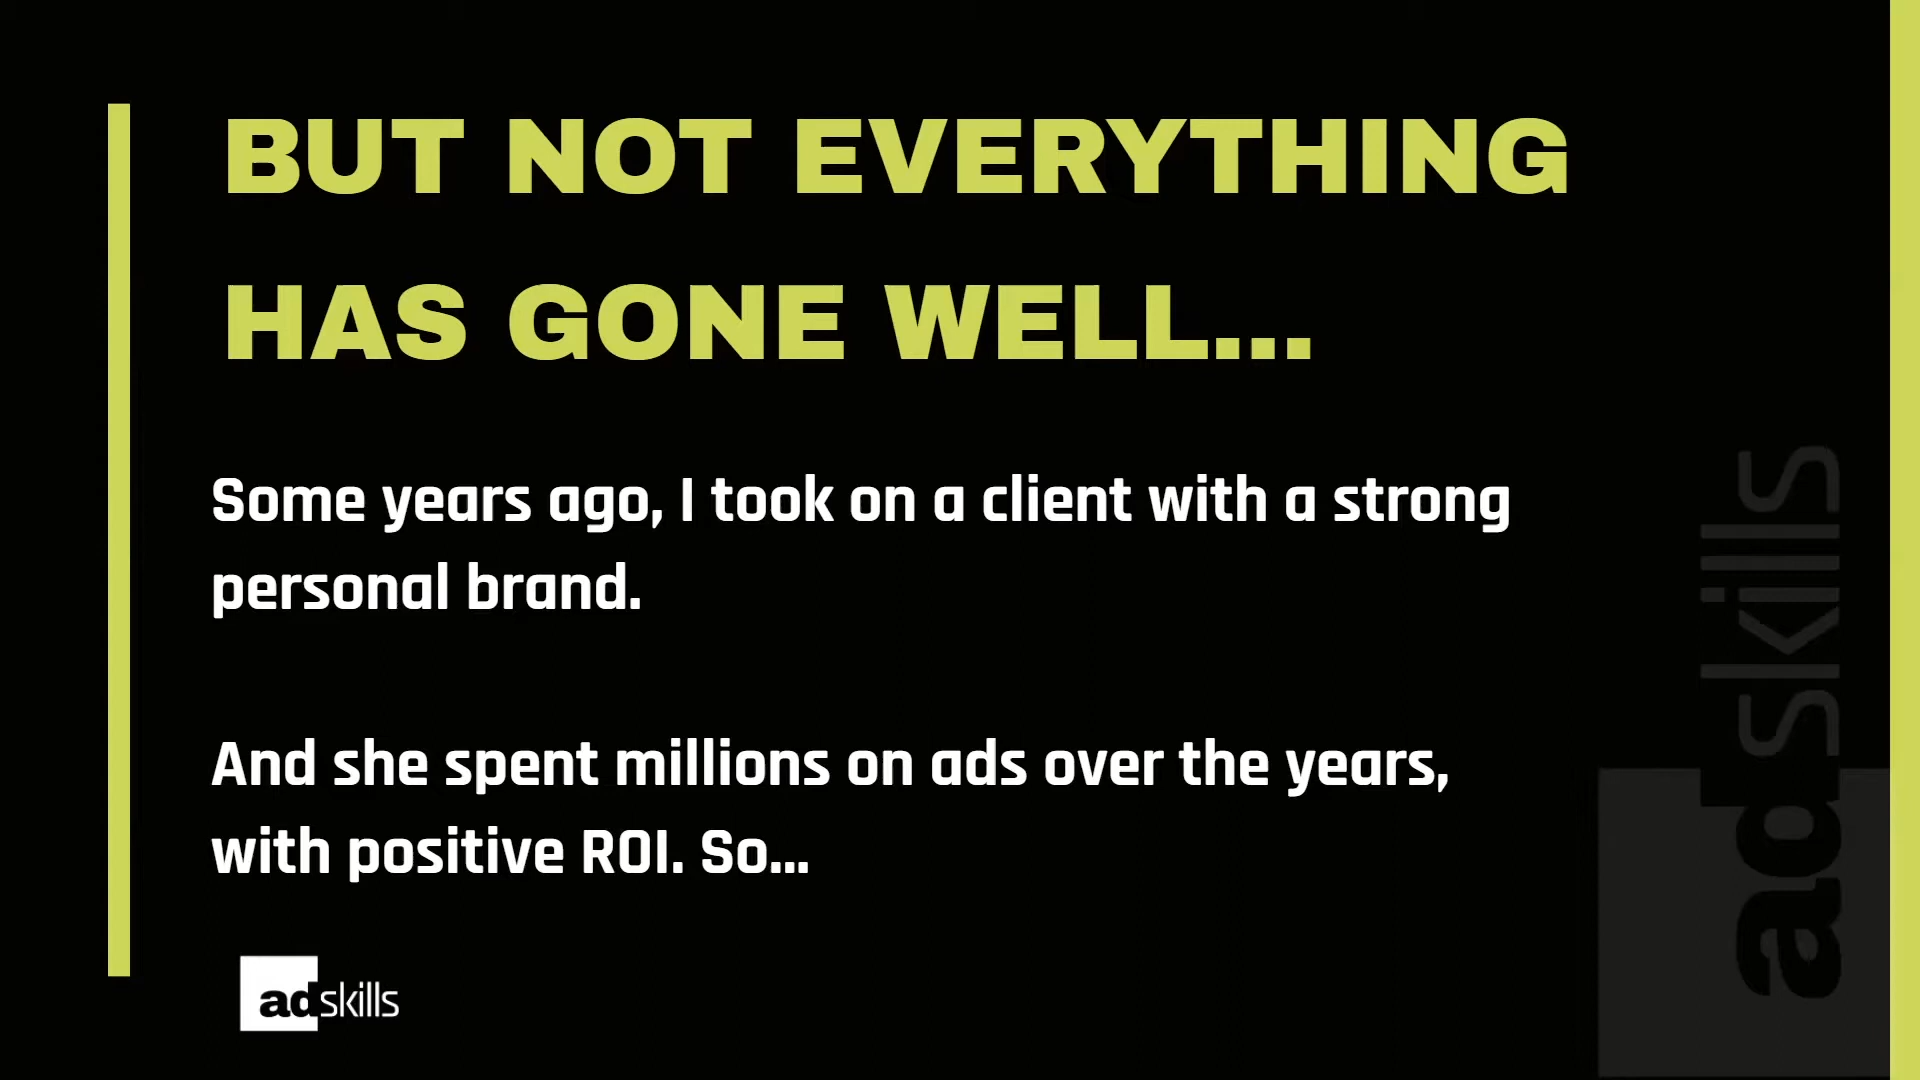 BUT NOT EVERYTHING
HAS GONE WELL...
Some years ago, I took on a client with a strong
personal brand.
And she spent millions on ads over the years,
with positive ROI. So...
adskills
adskills